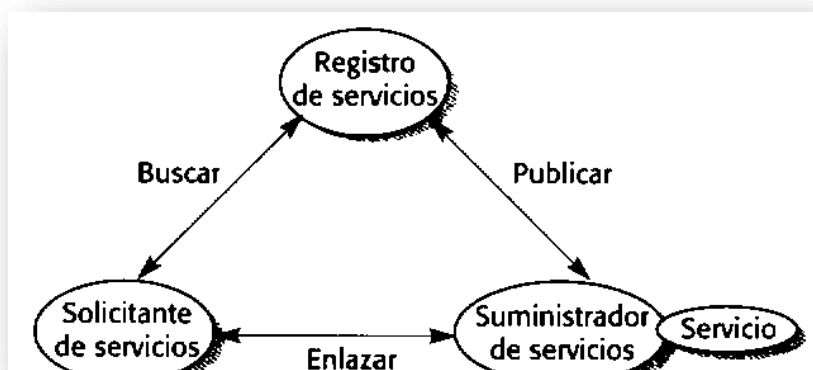 Registro
de servicios
Buscar
Publicar
Solicitante
de servicios
Enlazar
Suministrador
de servicios
Servicio